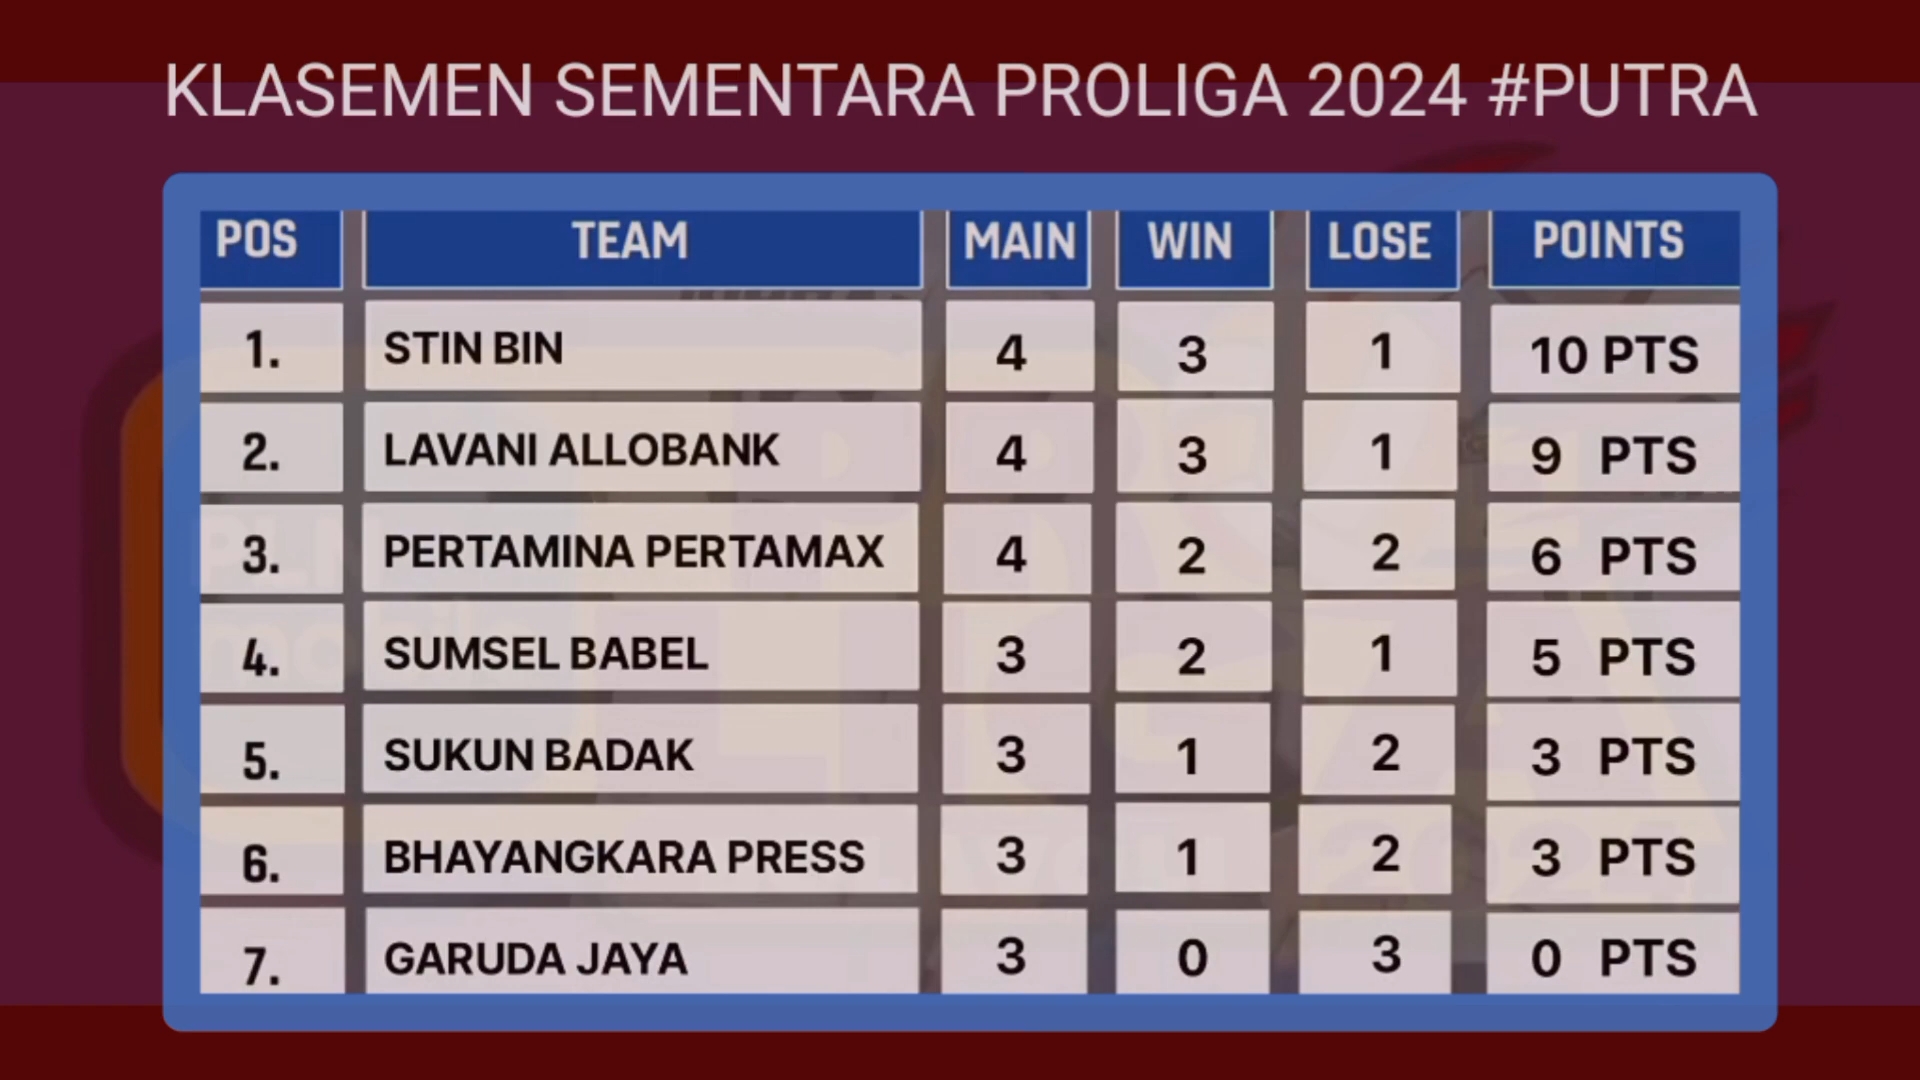 KLASEMEN SEMENTARA PROLIGA 2024 #PUTRA
POS TEAM MAIN WIN LOSE POINTS
1. STIN BIN 4 3 1 10 PTS
2. LAVANI ALLOBANK 4 3 1 9 PTS
3. PERTAMINA PERTAMAX 4 2 2 6 PTS
4. SUMSEL BABEL 3 2 1 5 PTS
5. SUKUN BADAK 3 1 2 3 PTS
6. BHAYANGKARA PRESS 3 1 2 3 PTS
7. GARUDA JAYA 3 0 3 0 PTS